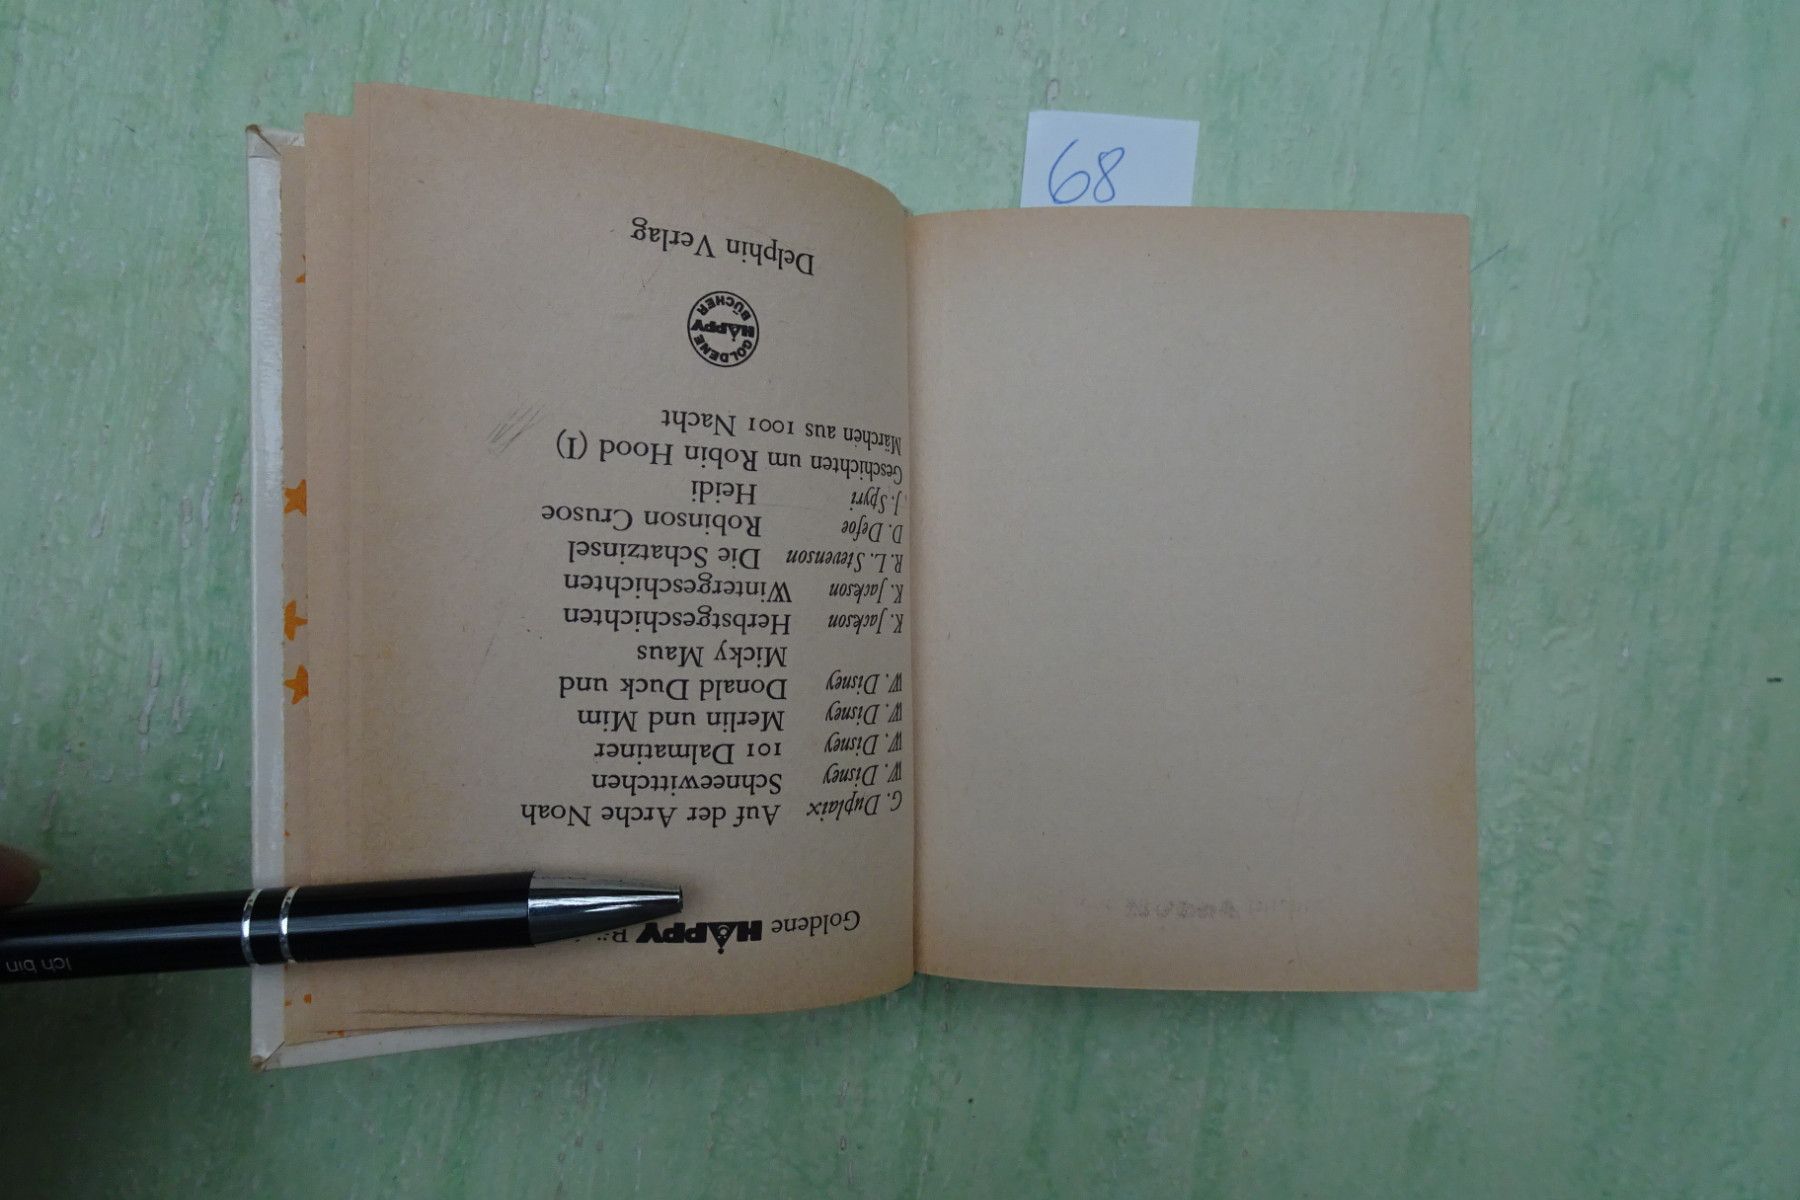 68
Goldene HAPPY
G. Duplaix Auf der Arche Noah
W. Disney Schneewittchen
W. Disney 101 Dalmatiner
W. Disney Merlin und Mim
W. Disney Donald Duck und
Micky Maus
K. Jackson Herbstgeschichten
K. Jackson Wintergeschichten
R. L. Stevenson Die Schatzinsel
D. Defoe Robinson Crusoe
J. Spyri Heidi
Geschichten um Robin Hood (I)
Märchen aus 1001 Nacht
GOLDENE
HAPPY
BÜCHER
Delphin Verlag
Ich bin